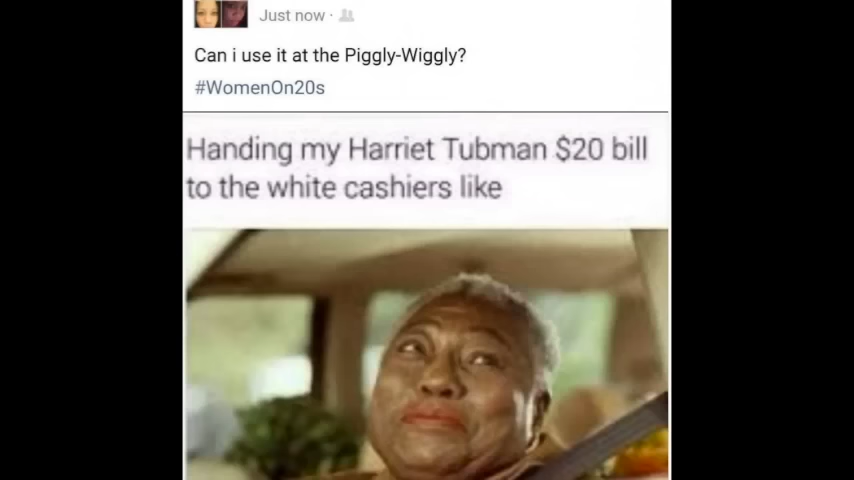 Just now ·
Can i use it at the Piggly-Wiggly?
#WomenOn20s
Handing my Harriet Tubman $20 bill
to the white cashiers like